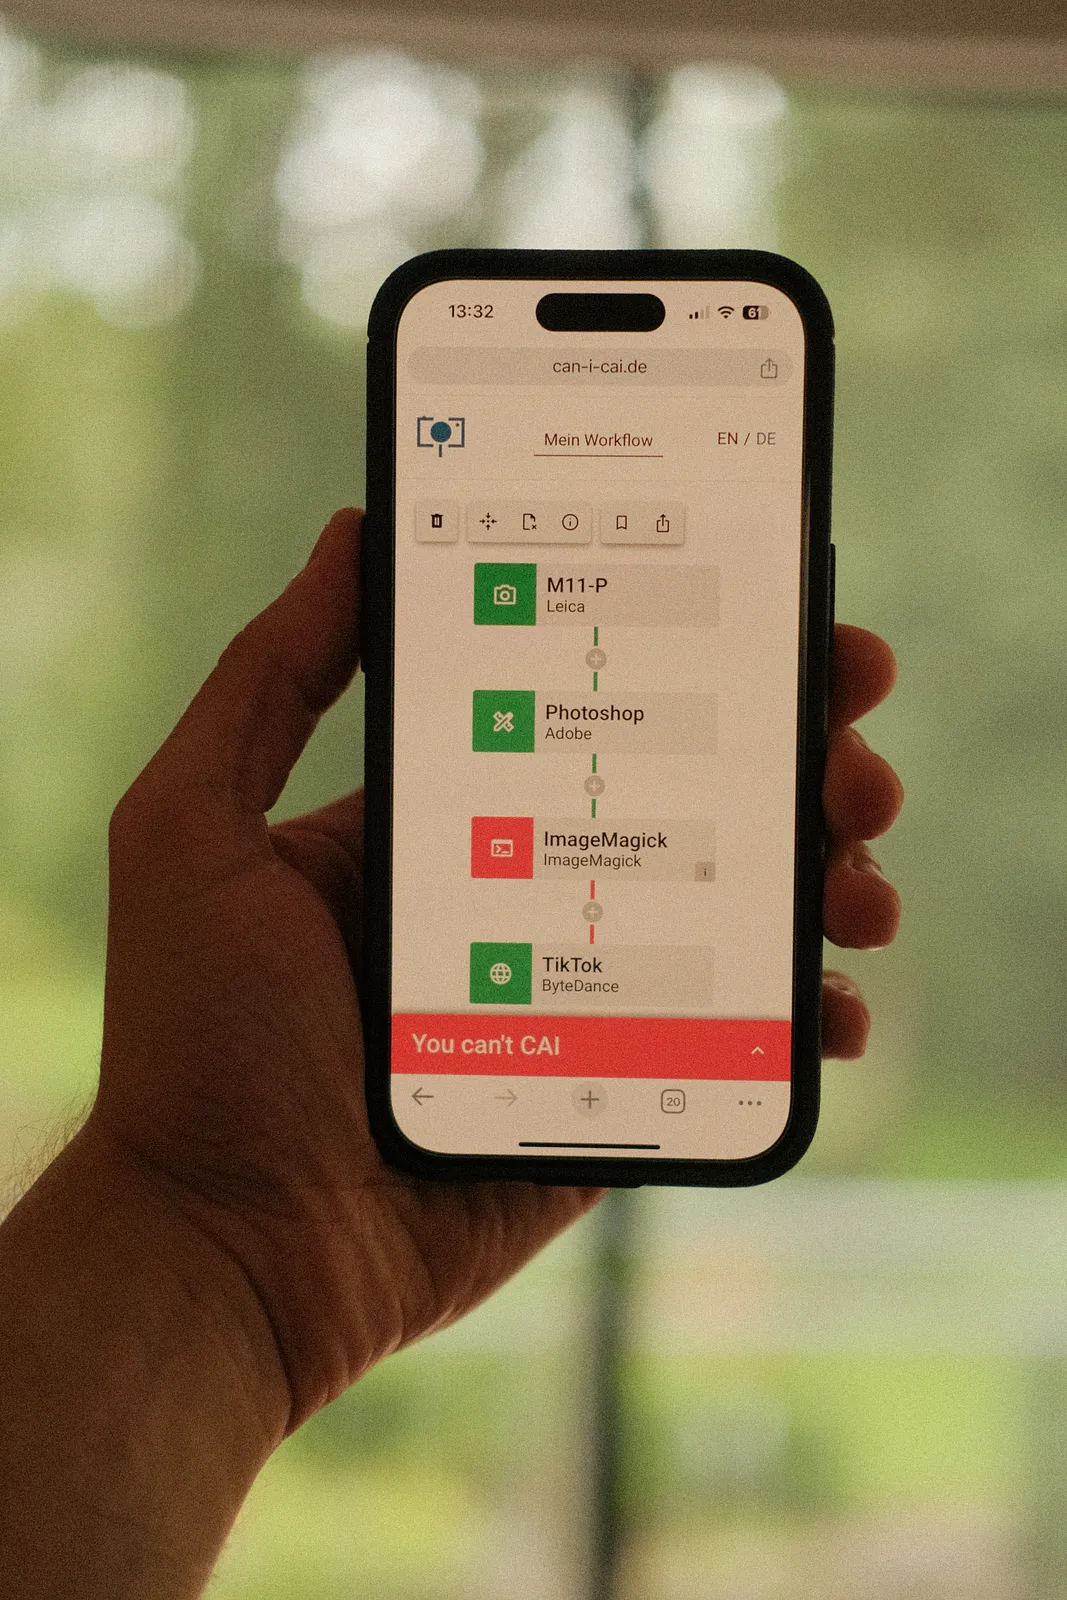 13:32
61
can-i-cai.de
Mein Workflow
EN / DE
M11-P
Leica
Photoshop
Adobe
ImageMagick
ImageMagick
i
TikTok
ByteDance
You can't CAI
20